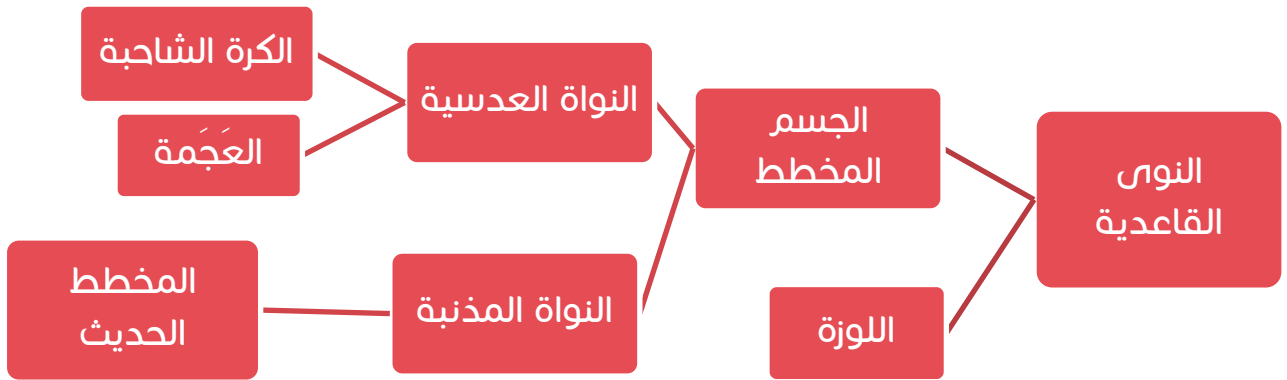 النوى
القاعدية
الجسم
المخطط
اللوزة
النواة العدسية
النواة المذنبة
الكرة الشاحبة
العَجَمة
المخطط
الحديث